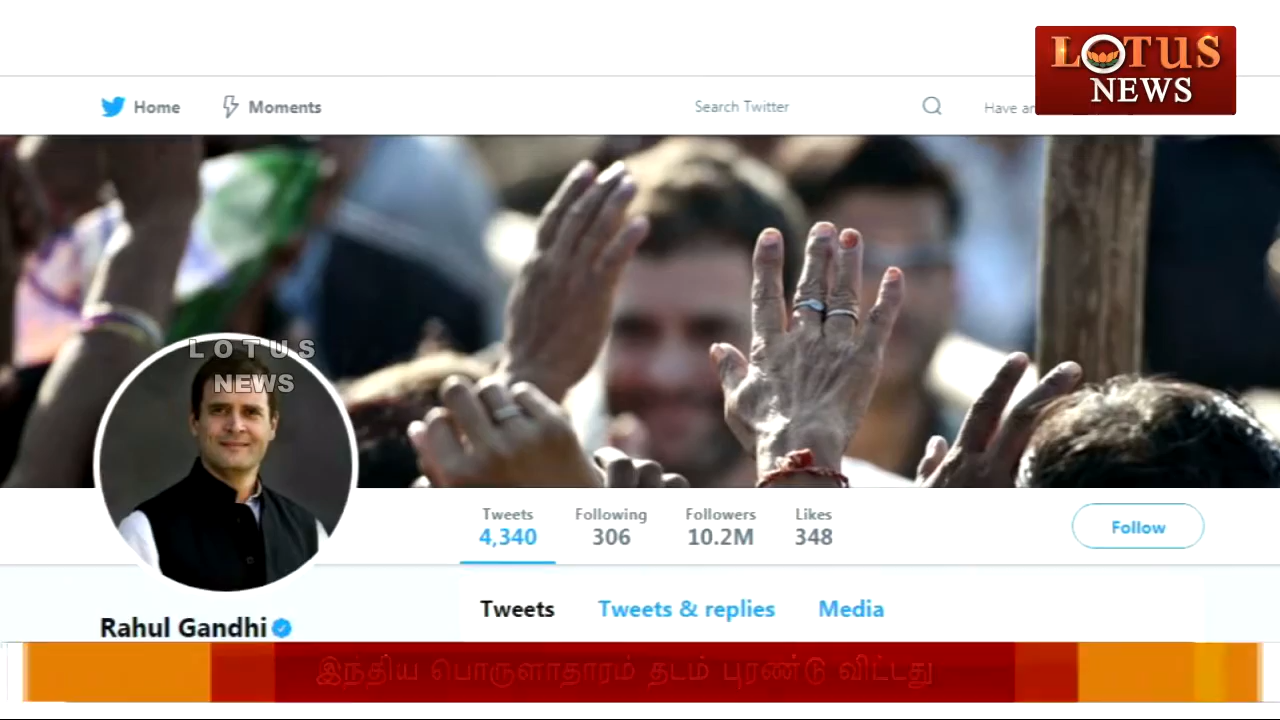 LOTUS
NEWS
Home
Moments
Search Twitter
Have an
LOTUS
NEWS
Tweets
4,340
Following
306
Followers
10.2M
Likes
348
Follow
Rahul Gandhi
Tweets
Tweets & replies
Media
இந்திய பொருளாதாரம் தடம் புரண்டு விட்டது